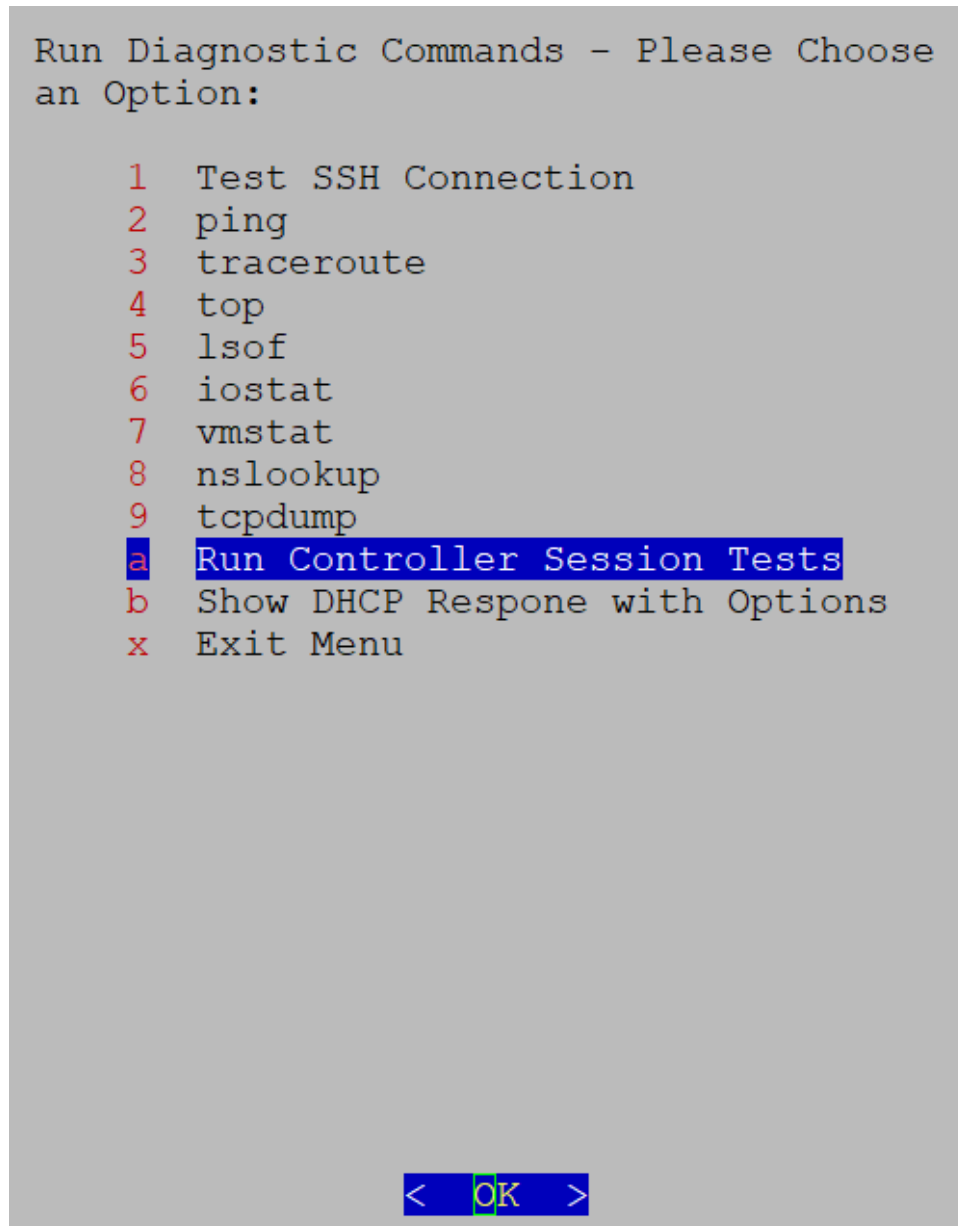 Run Diagnostic Commands - Please Choose
an Option:
1 Test SSH Connection
2 ping
3 traceroute
4 top
5 lsof
6 iostat
7 vmstat
8 nslookup
9 tcpdump
a Run Controller Session Tests
b Show DHCP Respone with Options
x Exit Menu
< OK >